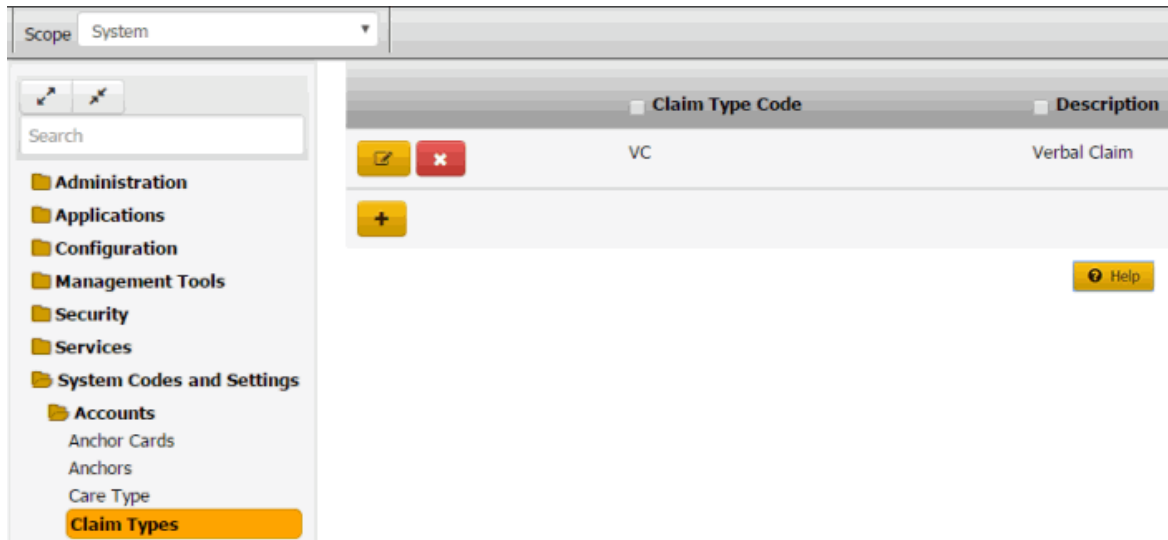 Scope System
Search
Administration
Applications
Configuration
Management Tools
Security
Services
System Codes and Settings
Accounts
Anchor Cards
Anchors
Care Type
Claim Types
Claim Type Code Description
VC Verbal Claim
Help